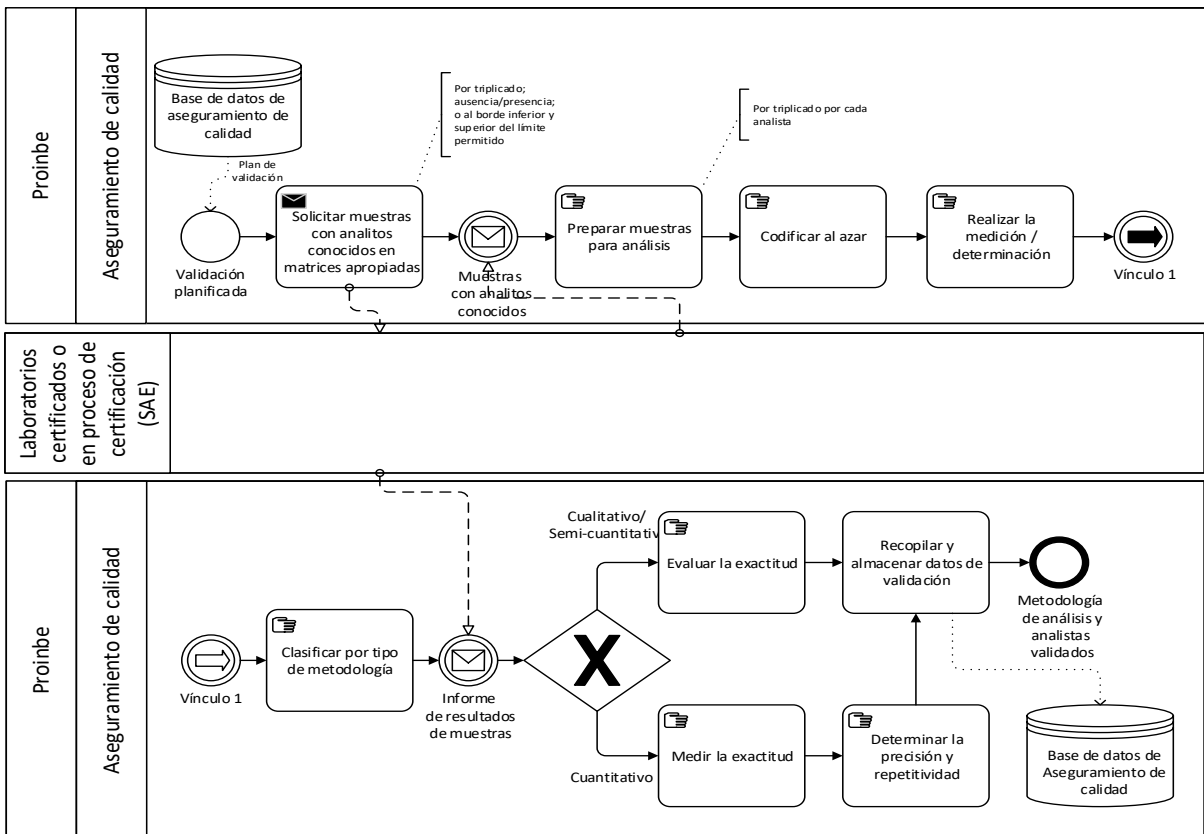 Proinbe
Aseguramiento de calidad
Base de datos de
aseguramiento de
calidad
Plan de
validación
Validación
planificada
Por triplicado;
ausencia/presencia;
o al borde inferior y
superior del límite
permitido
Solicitar muestras
con analitos
conocidos en
matrices apropiadas
Muestras
con analitos
conocidos
Por triplicado por cada
analista
Preparar muestras
para análisis
Codificar al azar
Realizar la
medición /
determinación
Vínculo 1
Laboratorios
certificados o
en proceso de
certificación
(SAE)
Proinbe
Aseguramiento de calidad
Vínculo 1
Clasificar por tipo
de metodología
Informe
de resultados
de muestras
X
Cualitativo/
Semi-cuantitativo
Evaluar la exactitud
Recopilar y
almacenar datos de
validación
Metodología
de análisis y
analistas
validados
Cuantitativo
Medir la exactitud
Determinar la
precisión y
repetitividad
Base de datos de
Aseguramiento de
calidad